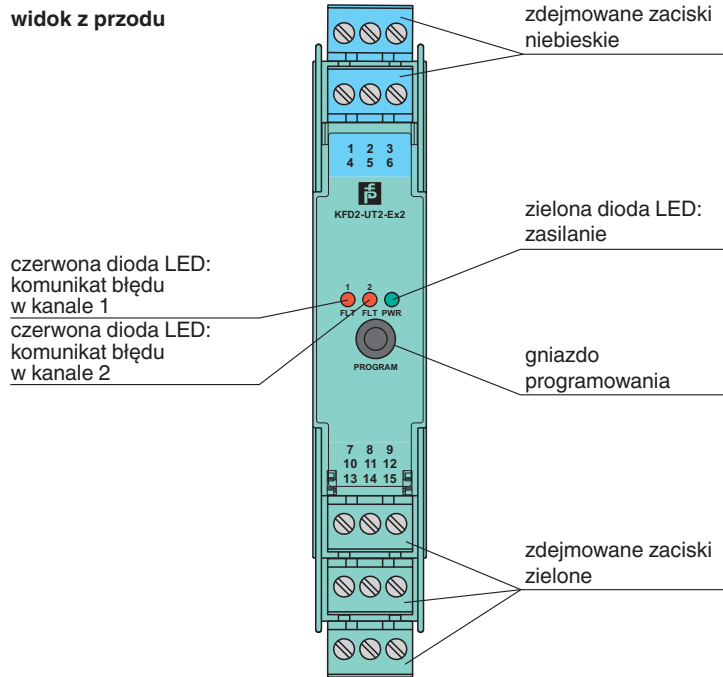 widok z przodu
zdejmowane zaciski
niebieskie
1 2 3
4 5 6
KFD2-UT2-Ex2
zielona dioda LED:
zasilanie
czerwona dioda LED:
komunikat błędu
w kanale 1
1 2
FLT FLT PWR
czerwona dioda LED:
komunikat błędu
w kanale 2
PROGRAM
gniazdo
programowania
7 8 9
10 11 12
13 14 15
zdejmowane zaciski
zielone